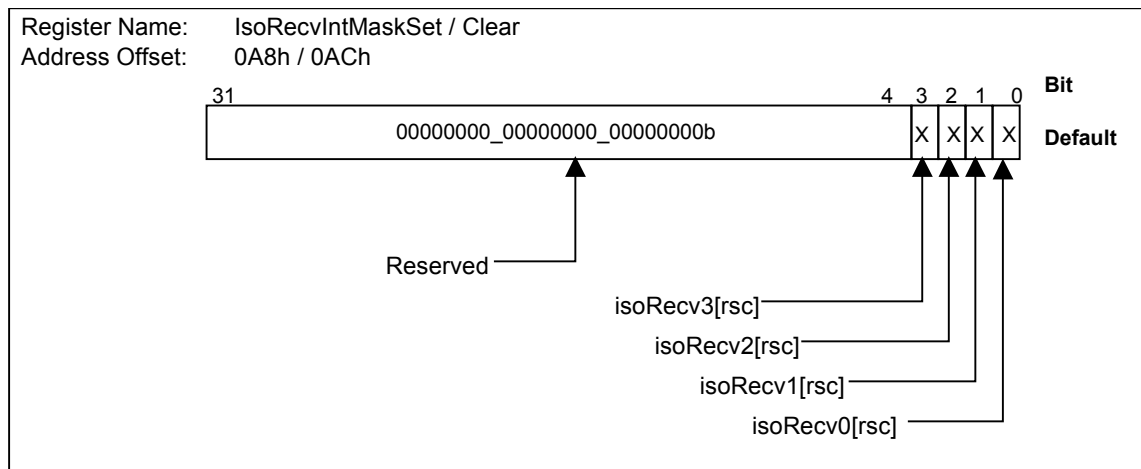 Register Name: IsoRecvIntMaskSet / Clear
Address Offset: 0A8h / 0ACh
31 4 3 2 1 0 Bit
00000000_00000000_00000000b X X X X Default
Reserved
isoRecv3[rsc]
isoRecv2[rsc]
isoRecv1[rsc]
isoRecv0[rsc]